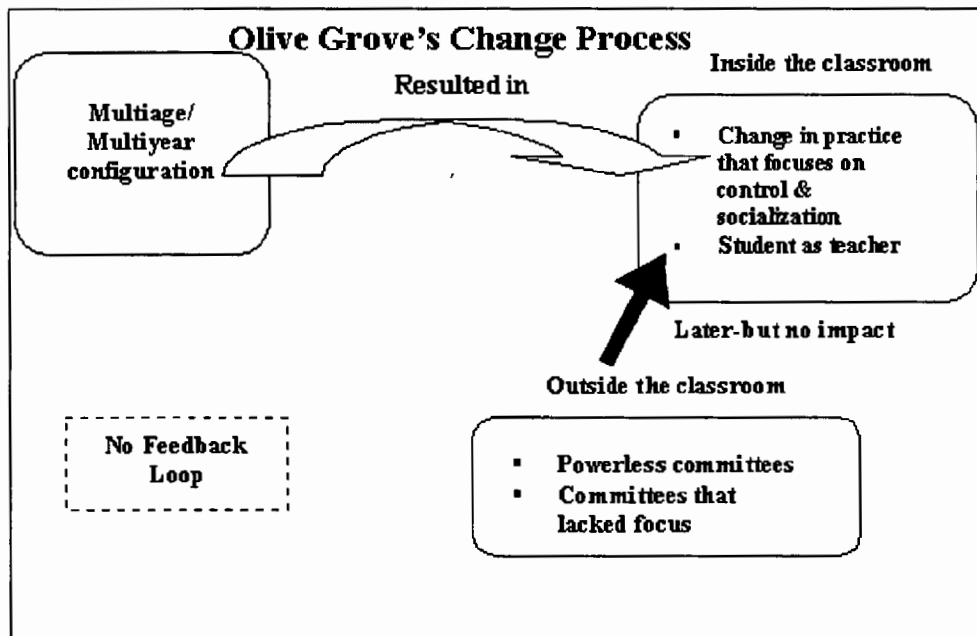 Olive Grove's Change Process
Resulted in
Multiage/
Multiyear
configuration
Inside the classroom
▪ Change in practice
that focuses on
control &
socialization
▪ Student as teacher
Later-but no impact
Outside the classroom
▪ Powerless committees
▪ Committees that
lacked focus
No Feedback
Loop